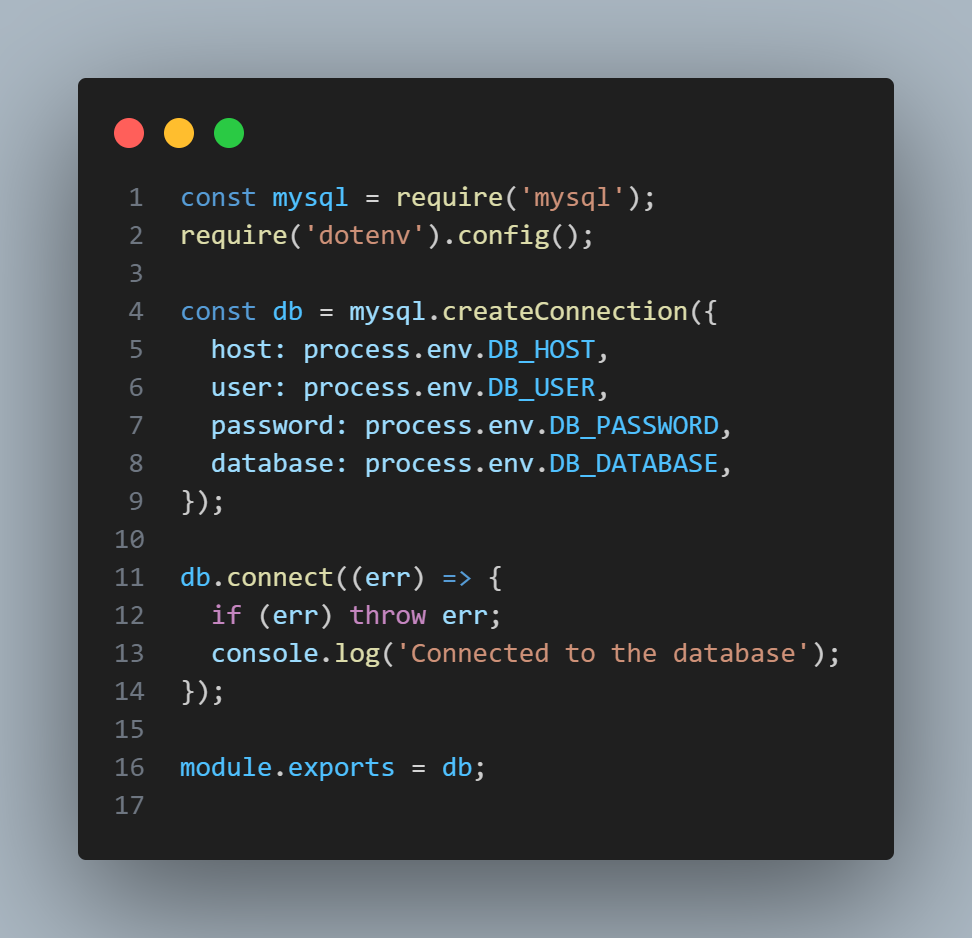 1 const mysql = require('mysql');
2 require('dotenv').config();
3
4 const db = mysql.createConnection({
5   host: process.env.DB_HOST,
6   user: process.env.DB_USER,
7   password: process.env.DB_PASSWORD,
8   database: process.env.DB_DATABASE,
9 });
10
11 db.connect((err) => {
12   if (err) throw err;
13   console.log('Connected to the database');
14 });
15
16 module.exports = db;
17